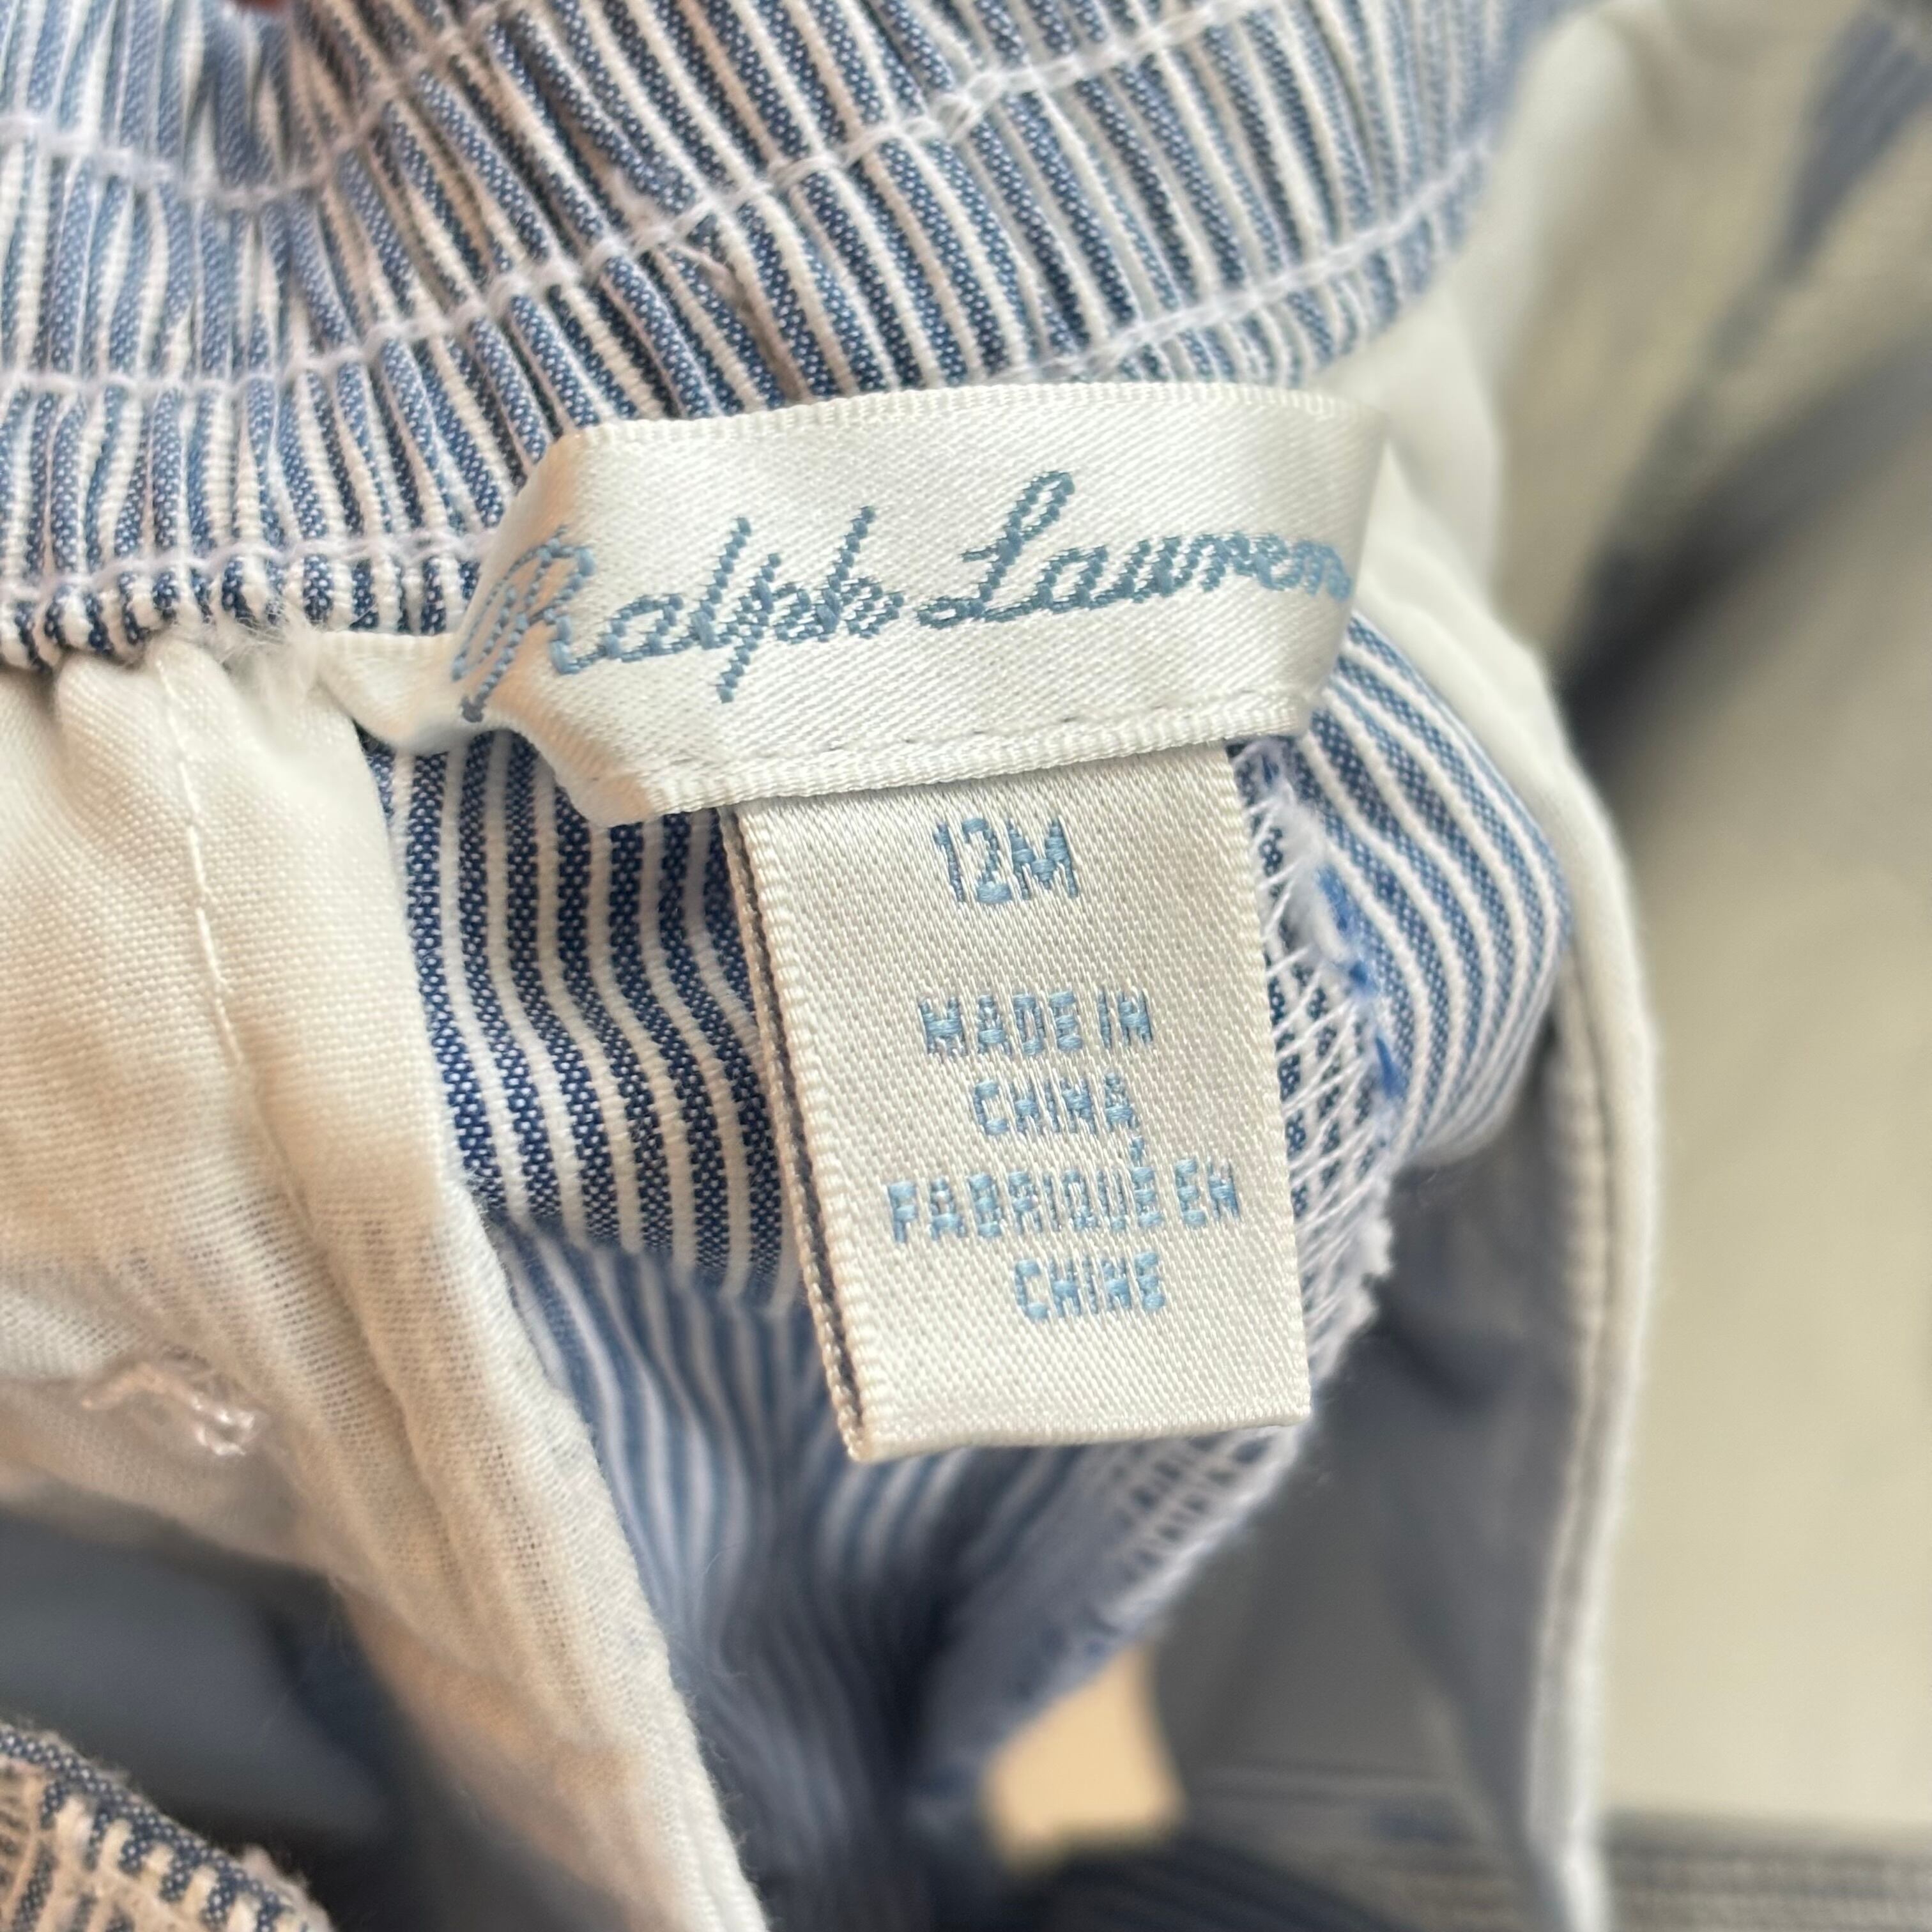 Ralph Lauren
12M
MADE IN
CHINA
FABRIQUÉ EN
CHINE